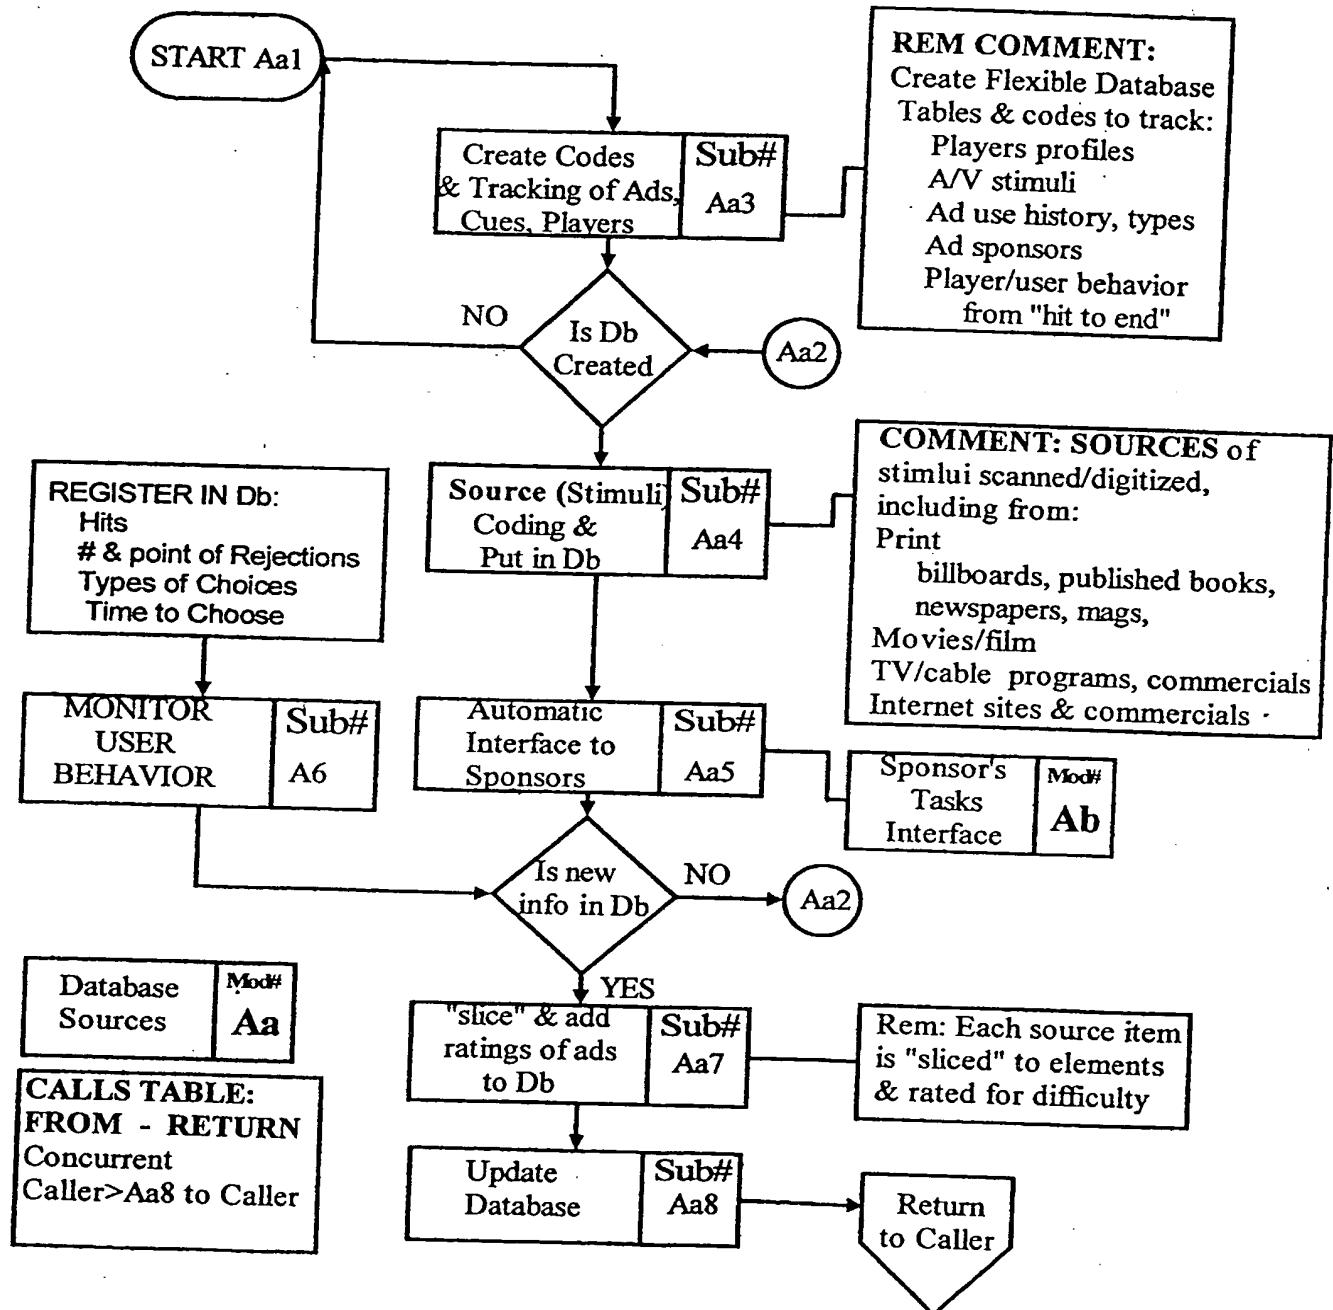 START Aa1
REM COMMENT:
Create Flexible Database
Tables & codes to track:
Players profiles
A/V stimuli
Ad use history, types
Ad sponsors
Player/user behavior
from "hit to end"
Create Codes
& Tracking of Ads,
Cues, Players
Sub#
Aa3
NO
Is Db
Created
Aa2
COMMENT: SOURCES of
stimlui scanned/digitized,
including from:
Print
billboards, published books,
newspapers, mags,
Movies/film
TV/cable programs, commercials
Internet sites & commercials
REGISTER IN Db:
Hits
# & point of Rejections
Types of Choices
Time to Choose
Source (Stimuli)
Coding &
Put in Db
Sub#
Aa4
MONITOR
USER
BEHAVIOR
Sub#
A6
Automatic
Interface to
Sponsors
Sub#
Aa5
Sponsor's
Tasks
Interface
Mod#
Ab
Is new
info in Db
NO
Aa2
YES
Database
Sources
Mod#
Aa
"slice" & add
ratings of ads
to Db
Sub#
Aa7
Rem: Each source item
is "sliced" to elements
& rated for difficulty
CALLS TABLE:
FROM - RETURN
Concurrent
Caller>Aa8 to Caller
Update
Database
Sub#
Aa8
Return
to Caller